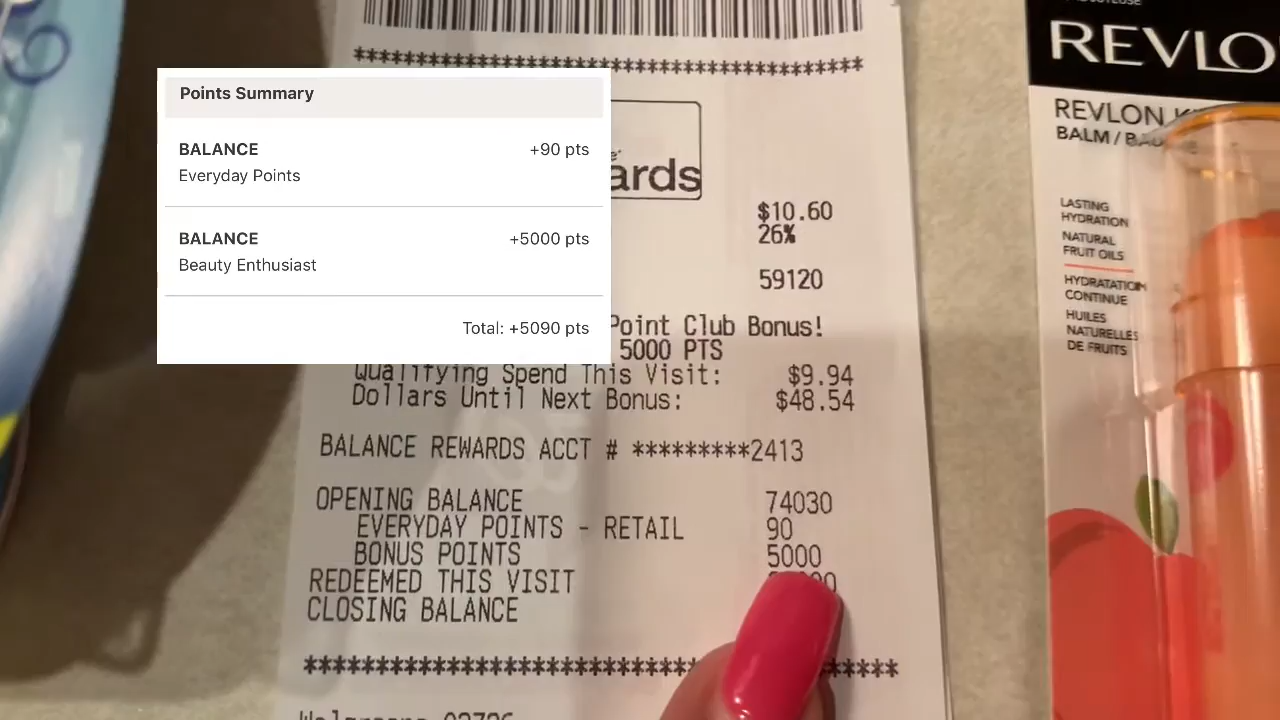 Points Summary
BALANCE +90 pts
Everyday Points
BALANCE +5000 pts
Beauty Enthusiast
Total: +5090 pts
************************************************
ards
$10.60
26%
59120
Point Club Bonus!
5000 PTS
Qualifying Spend This Visit: $9.94
Dollars Until Next Bonus: $48.54
BALANCE REWARDS ACCT # *********2413
OPENING BALANCE 74030
EVERYDAY POINTS - RETAIL 90
BONUS POINTS 5000
REDEEMED THIS VISIT
CLOSING BALANCE
************************************************
Walgreens
REVLO
REVLON
BALM /
LASTING
HYDRATION
NATURAL
FRUIT OILS
HYDRATATION
CONTINUE
HUILES
NATURELLES
DE FRUITS